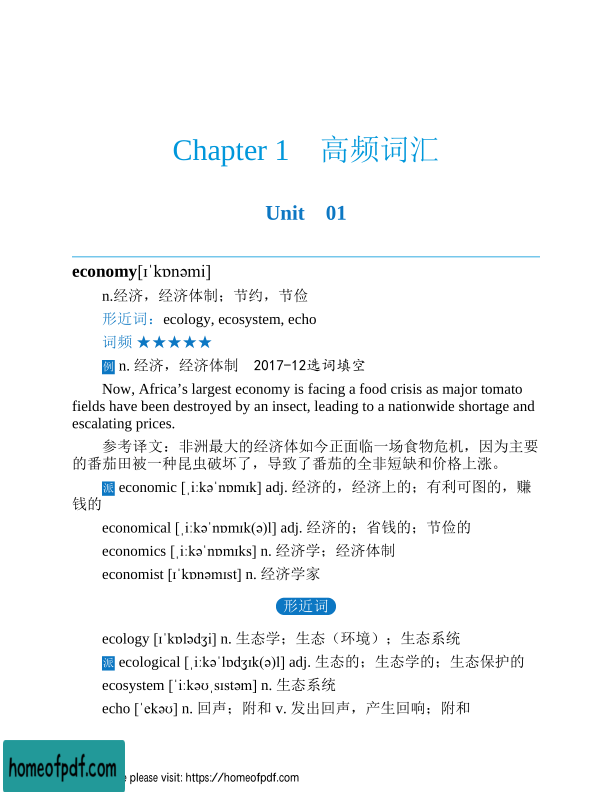 Chapter 1 高频词汇
Unit 01
economy[ɪˈkɒnəmi]
n.经济，经济体制；节约，节俭
形近词：ecology, ecosystem, echo
词频 ★★★★★
例 n. 经济，经济体制 2017-12选词填空
Now, Africa’s largest economy is facing a food crisis as major tomato
fields have been destroyed by an insect, leading to a nationwide shortage and
escalating prices.
参考译文：非洲最大的经济体如今正面临一场食物危机，因为主要
的番茄田被一种昆虫破坏了，导致了番茄的全非短缺和价格上涨。
派 economic [ˌiːkəˈnɒmɪk] adj. 经济的，经济上的；有利可图的，赚
钱的
economical [ˌiːkəˈnɒmɪk(ə)l] adj. 经济的；省钱的；节俭的
economics [ˌiːkəˈnɒmɪks] n. 经济学；经济体制
economist [ɪˈkɒnəmɪst] n. 经济学家
形近词
ecology [ɪˈkɒlədʒi] n. 生态学；生态（环境）；生态系统
派 ecological [ˌiːkəˈlɒdʒɪk(ə)l] adj. 生态的；生态学的；生态保护的
ecosystem [ˈiːkəʊˌsɪstəm] n. 生态系统
echo [ˈekəʊ] n. 回声；附和 v. 发出回声，产生回响；附和
homeofpdf.com
please visit: https://homeofpdf.com